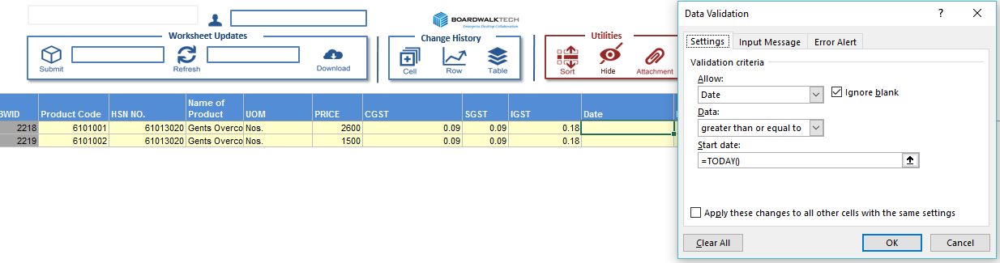 BOARDWALKTECH
Enterprise Desktop Collaboration
Worksheet Updates
Submit
Refresh
Download
Change History
Cell
Row
Table
Utilities
Sort
Hide
Attachment
BWID Product Code HSN NO. Name of Product UOM PRICE CGST SGST IGST Date
2218 6101001 61013020 Gents Overco Nos. 2600 0.09 0.09 0.18
2219 6101002 61013020 Gents Overco Nos. 1500 0.09 0.09 0.18
Data Validation ? ×
Settings Input Message Error Alert
Validation criteria
Allow:
Date Ignore blank
Data:
greater than or equal to
Start date:
=TODAY()
Apply these changes to all other cells with the same settings
Clear All OK Cancel